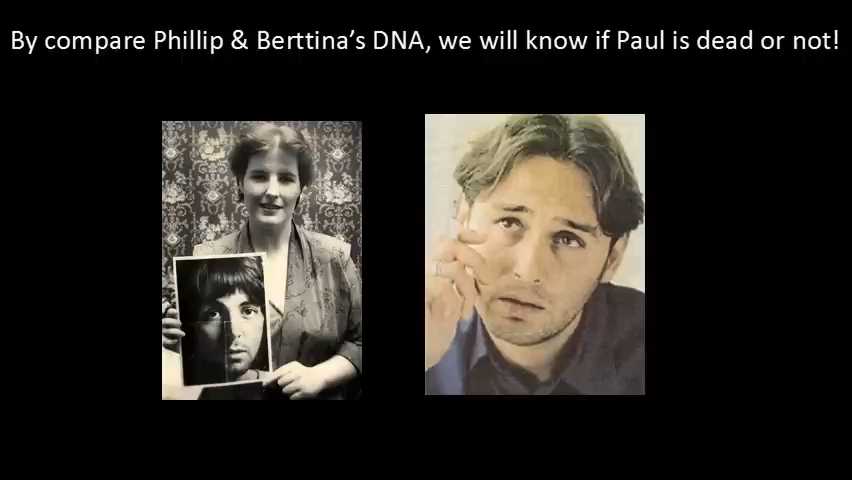 By compare Phillip & Berttina’s DNA, we will know if Paul is dead or not!